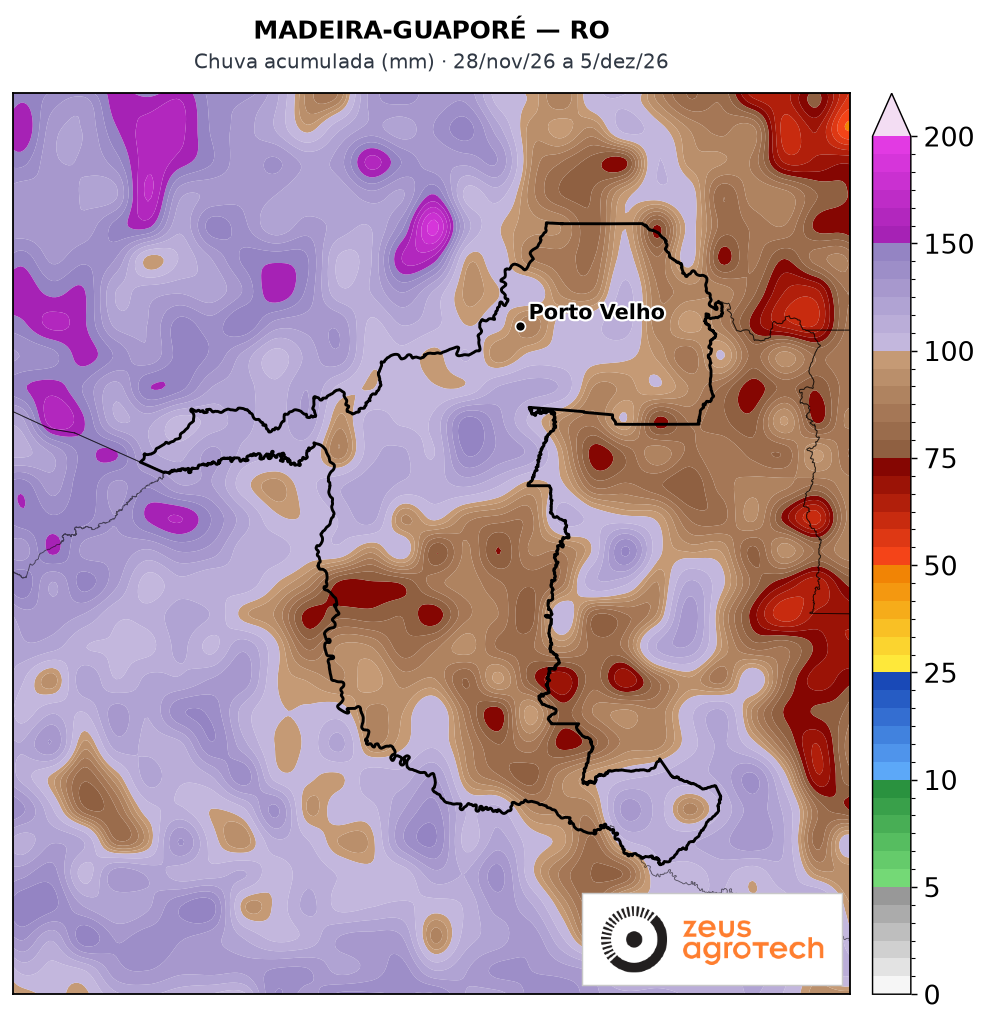 MADEIRA-GUAPORÉ — RO
Chuva acumulada (mm) · 28/nov/26 a 5/dez/26
Porto Velho
200
150
100
75
50
25
10
5
0
zeus
agrotech